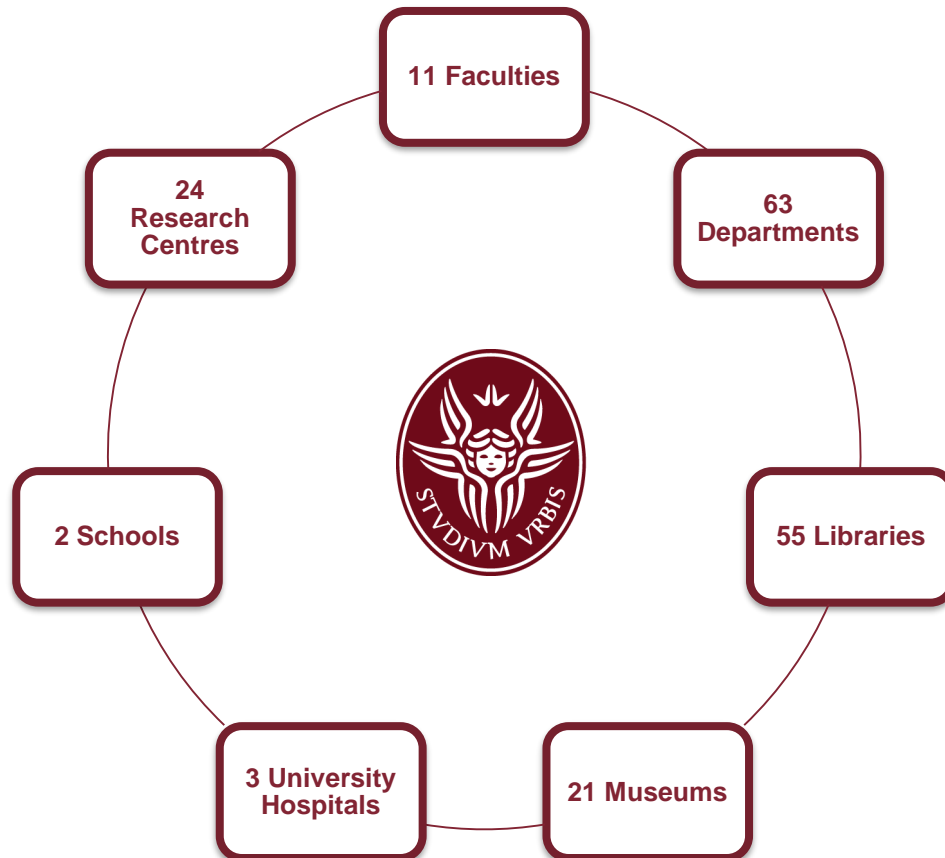 11 Faculties
63
Departments
55 Libraries
21 Museums
3 University
Hospitals
2 Schools
24
Research
Centres
STVDIVM VRBIS